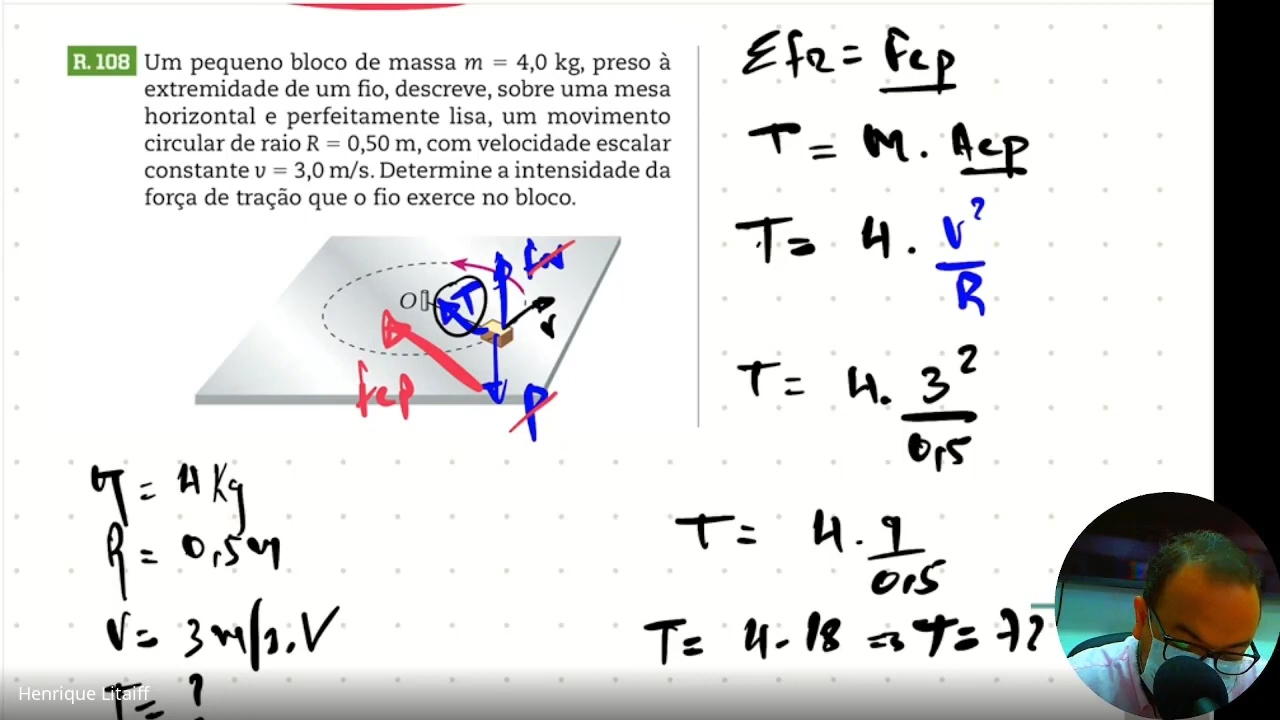 R. 108 Um pequeno bloco de massa m = 4,0 kg, preso à
extremidade de um fio, descreve, sobre uma mesa
horizontal e perfeitamente lisa, um movimento
circular de raio R = 0,50 m, com velocidade escalar
constante v = 3,0 m/s. Determine a intensidade da
força de tração que o fio exerce no bloco.
fN
T
O
v
fcp
P
m = 4 Kg
R = 0,5 m
V = 3 m/s. V
T = ?
Σ fR = Fcp
T = M . Acp
T = 4 . V²/R
T = 4 . 3²/0,5
T = 4 . 9/0,5
T = 4 . 18 ⇒ T = 72
Henrique Litaiff